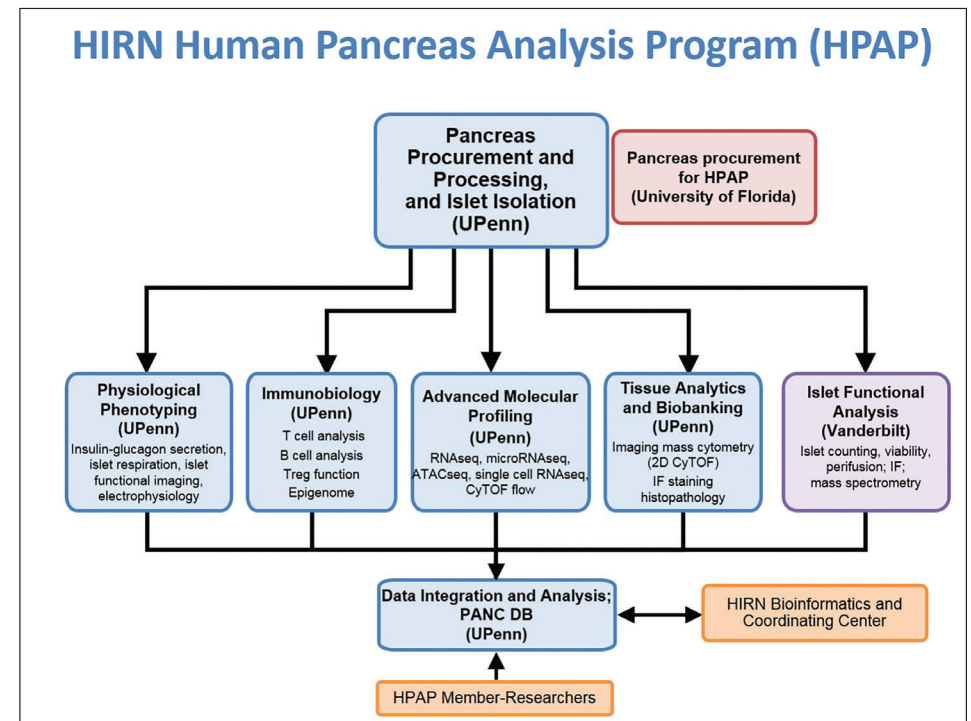 HIRN Human Pancreas Analysis Program (HPAP)
Pancreas
Procurement and
Processing,
and Islet Isolation
(UPenn)
Pancreas procurement
for HPAP
(University of Florida)
Physiological
Phenotyping
(UPenn)
Insulin-glucagon secretion,
islet respiration, islet
functional imaging,
electrophysiology
Immunobiology
(UPenn)
T cell analysis
B cell analysis
Treg function
Epigenome
Advanced Molecular
Profiling
(UPenn)
RNAseq, microRNAseq,
ATACseq, single cell RNAseq,
CyTOF flow
Tissue Analytics
and Biobanking
(UPenn)
Imaging mass cytometry
(2D CyTOF)
IF staining
histopathology
Islet Functional
Analysis
(Vanderbilt)
Islet counting, viability,
perifusion; IF;
mass spectrometry
Data Integration and Analysis;
PANC DB
(UPenn)
HIRN Bioinformatics and
Coordinating Center
HPAP Member-Researchers